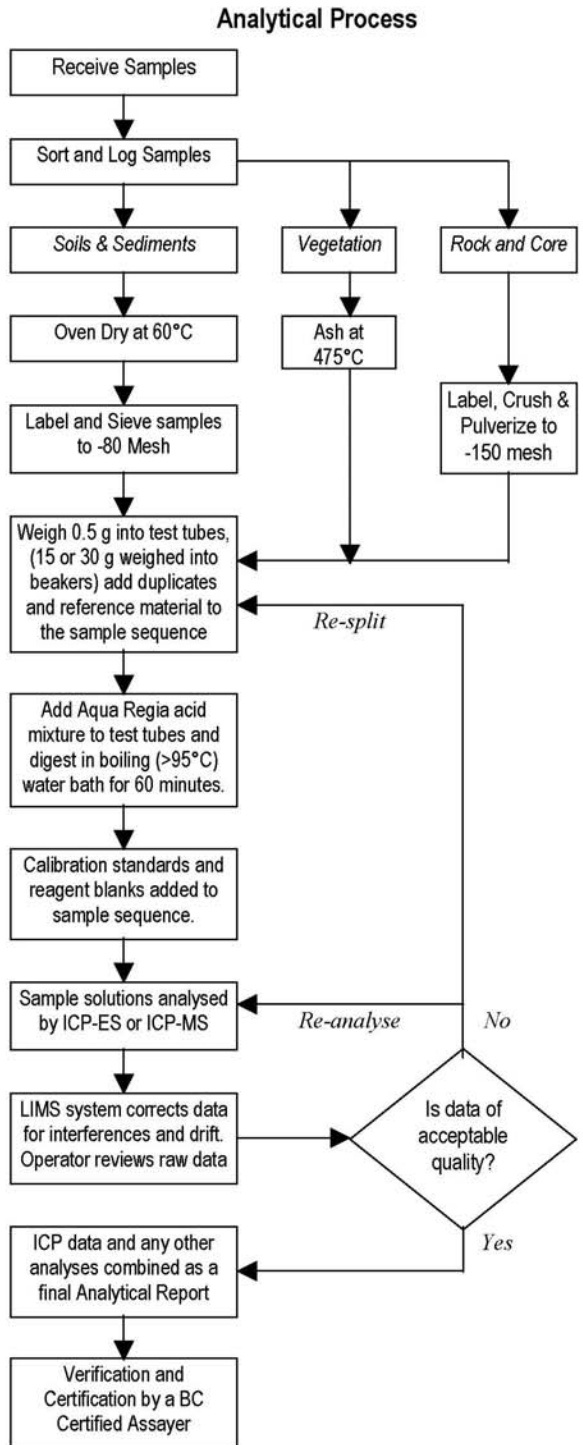 Analytical Process
Receive Samples
Sort and Log Samples
Soils & Sediments
Vegetation
Rock and Core
Oven Dry at 60°C
Ash at
475°C
Label and Sieve samples
to -80 Mesh
Label, Crush &
Pulverize to
-150 mesh
Weigh 0.5 g into test tubes,
(15 or 30 g weighed into
beakers) add duplicates
and reference material to
the sample sequence
Re-split
Add Aqua Regia acid
mixture to test tubes and
digest in boiling (>95°C)
water bath for 60 minutes.
Calibration standards and
reagent blanks added to
sample sequence.
Sample solutions analysed
by ICP-ES or ICP-MS
Re-analyse
No
LIMS system corrects data
for interferences and drift.
Operator reviews raw data
Is data of
acceptable
quality?
Yes
ICP data and any other
analyses combined as a
final Analytical Report
Verification and
Certification by a BC
Certified Assayer